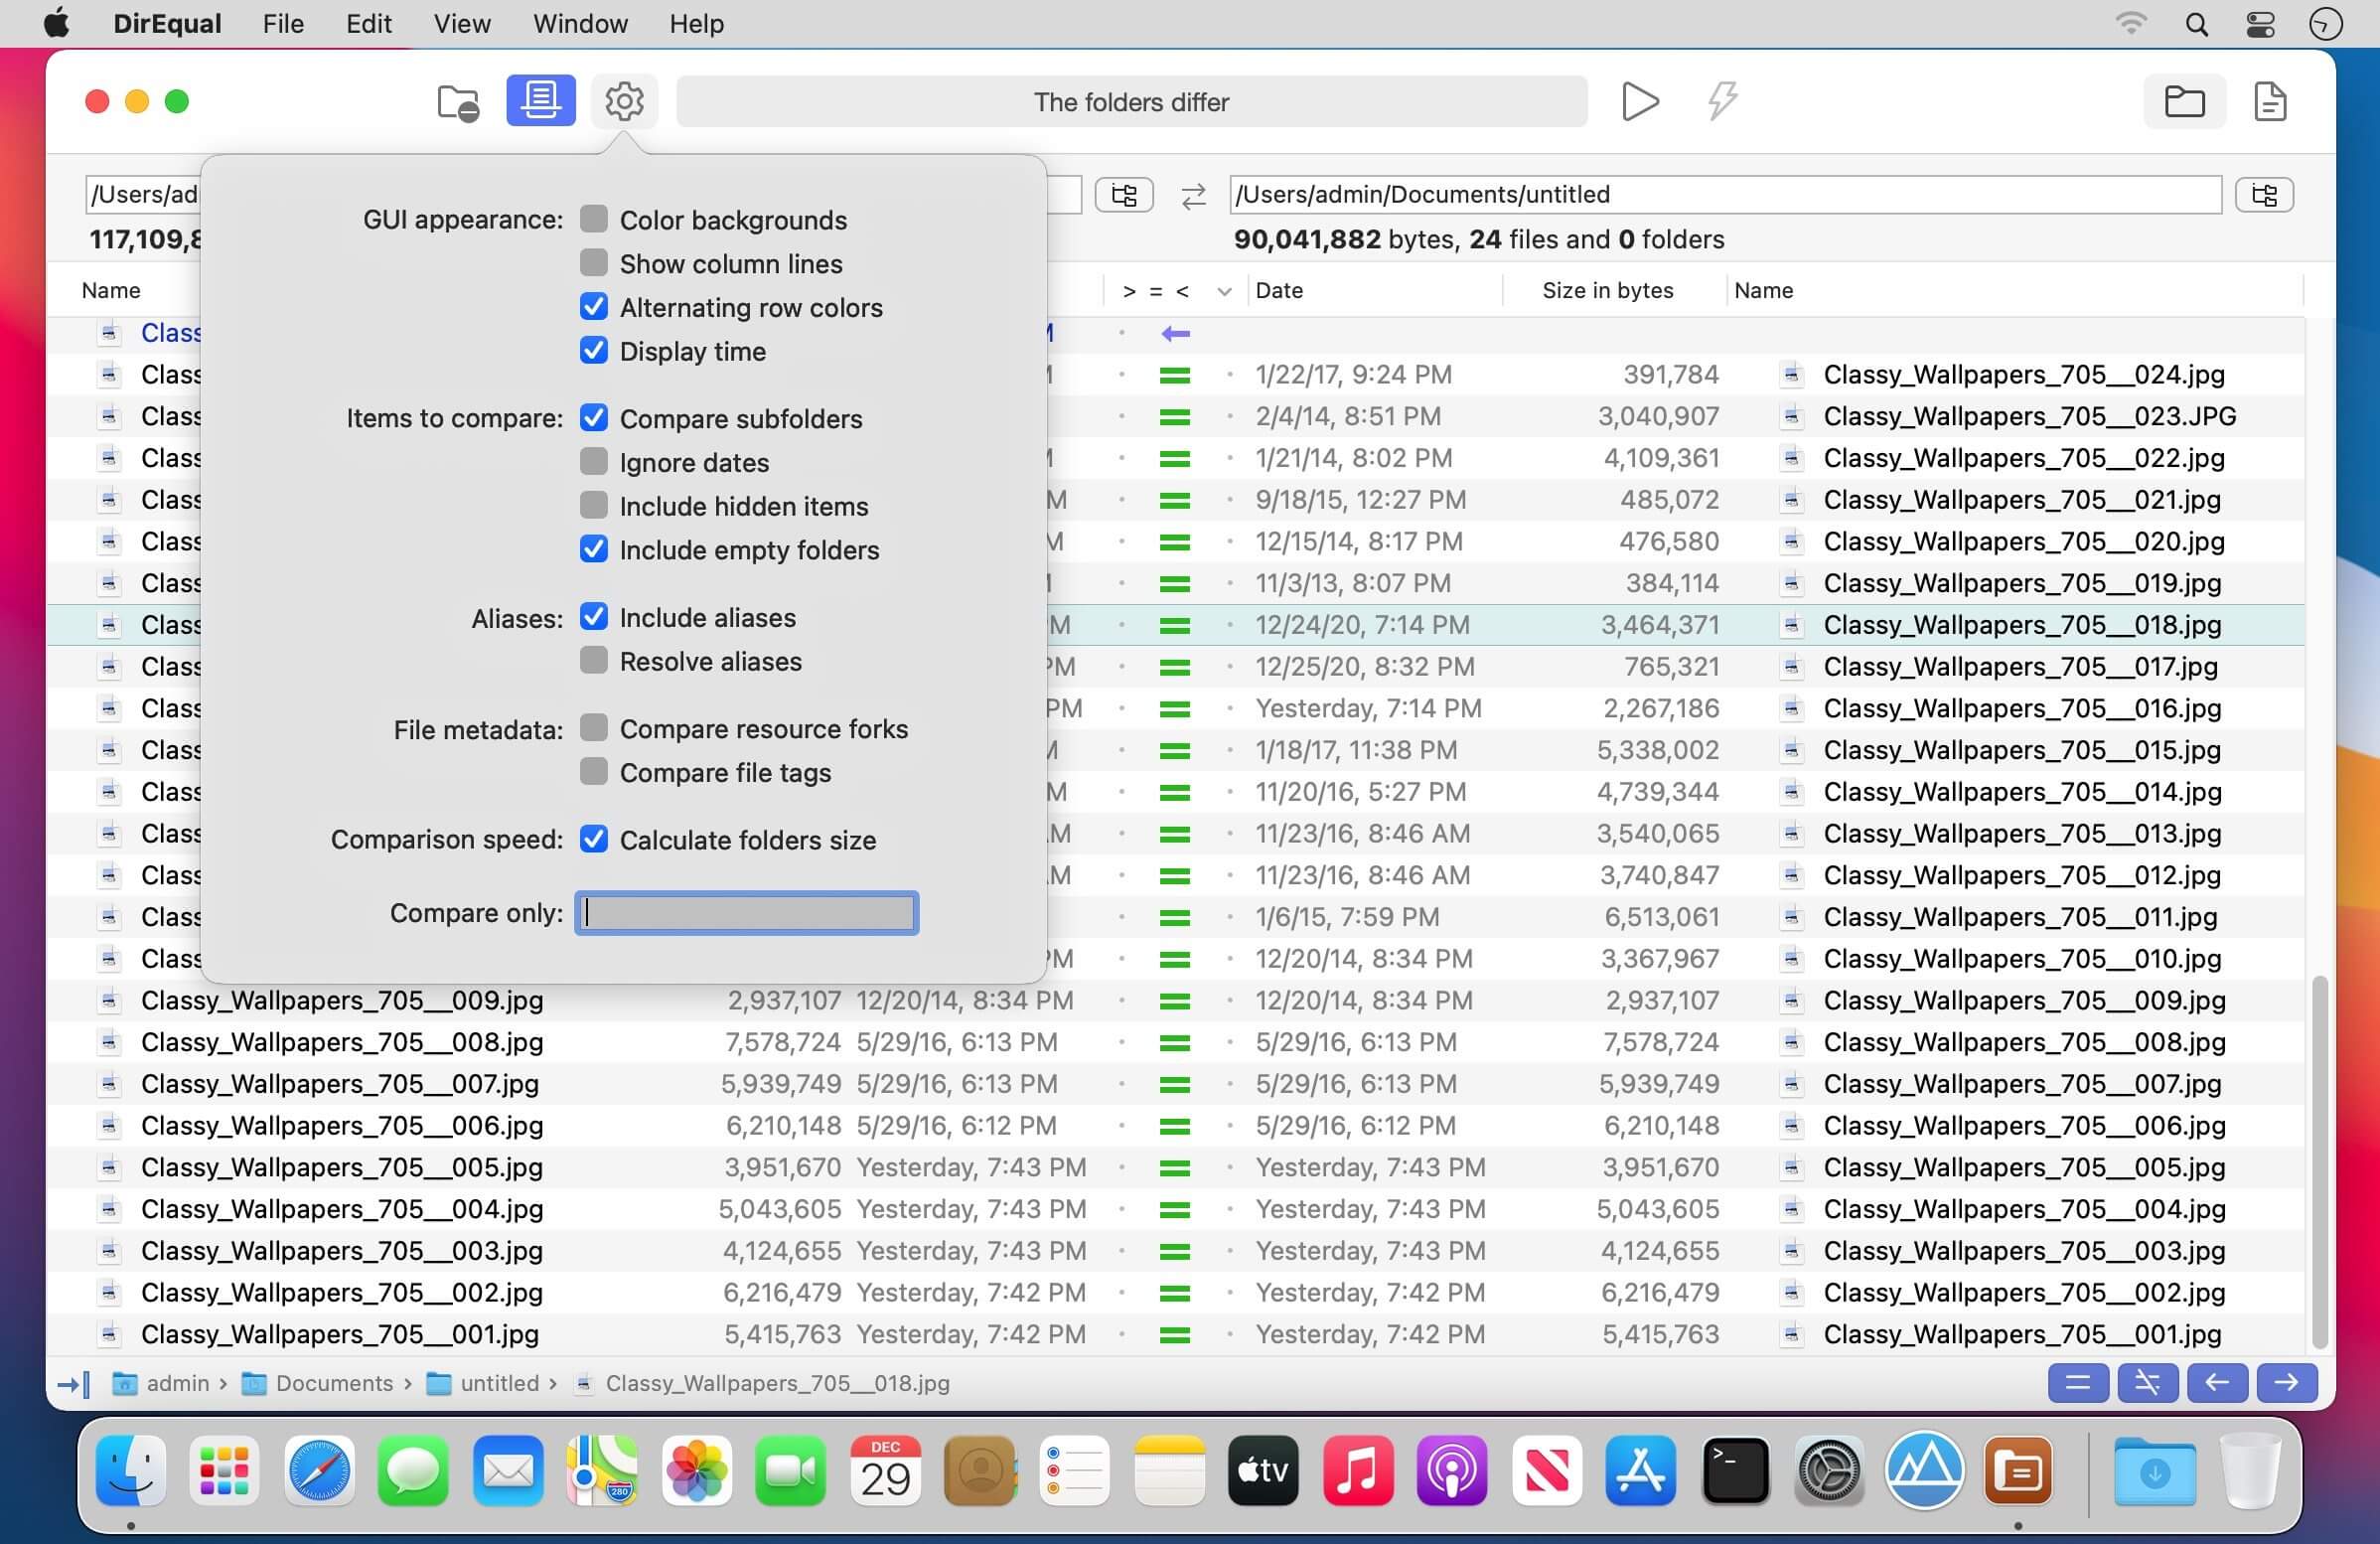 DirEqual File Edit View Window Help
The folders differ
/Users/ad
/Users/admin/Documents/untitled
117,109,8
90,041,882 bytes, 24 files and 0 folders
Name > = < Date Size in bytes Name
GUI appearance: Color backgrounds
Show column lines
Alternating row colors
Display time
Items to compare: Compare subfolders
Ignore dates
Include hidden items
Include empty folders
Aliases: Include aliases
Resolve aliases
File metadata: Compare resource forks
Compare file tags
Comparison speed: Calculate folders size
Compare only:
Class
Class M = 1/22/17, 9:24 PM 391,784 Classy_Wallpapers_705__024.jpg
Class = 2/4/14, 8:51 PM 3,040,907 Classy_Wallpapers_705__023.JPG
Class = 1/21/14, 8:02 PM 4,109,361 Classy_Wallpapers_705__022.jpg
Class M = 9/18/15, 12:27 PM 485,072 Classy_Wallpapers_705__021.jpg
Class M = 12/15/14, 8:17 PM 476,580 Classy_Wallpapers_705__020.jpg
Class = 11/3/13, 8:07 PM 384,114 Classy_Wallpapers_705__019.jpg
Class M = 12/24/20, 7:14 PM 3,464,371 Classy_Wallpapers_705__018.jpg
Class PM = 12/25/20, 8:32 PM 765,321 Classy_Wallpapers_705__017.jpg
Class PM = Yesterday, 7:14 PM 2,267,186 Classy_Wallpapers_705__016.jpg
Class = 1/18/17, 11:38 PM 5,338,002 Classy_Wallpapers_705__015.jpg
Class M = 11/20/16, 5:27 PM 4,739,344 Classy_Wallpapers_705__014.jpg
Class M = 11/23/16, 8:46 AM 3,540,065 Classy_Wallpapers_705__013.jpg
Class M = 11/23/16, 8:46 AM 3,740,847 Classy_Wallpapers_705__012.jpg
Class = 1/6/15, 7:59 PM 6,513,061 Classy_Wallpapers_705__011.jpg
Class PM = 12/20/14, 8:34 PM 3,367,967 Classy_Wallpapers_705__010.jpg
Classy_Wallpapers_705__009.jpg 2,937,107 12/20/14, 8:34 PM = 12/20/14, 8:34 PM 2,937,107 Classy_Wallpapers_705__009.jpg
Classy_Wallpapers_705__008.jpg 7,578,724 5/29/16, 6:13 PM = 5/29/16, 6:13 PM 7,578,724 Classy_Wallpapers_705__008.jpg
Classy_Wallpapers_705__007.jpg 5,939,749 5/29/16, 6:13 PM = 5/29/16, 6:13 PM 5,939,749 Classy_Wallpapers_705__007.jpg
Classy_Wallpapers_705__006.jpg 6,210,148 5/29/16, 6:12 PM = 5/29/16, 6:12 PM 6,210,148 Classy_Wallpapers_705__006.jpg
Classy_Wallpapers_705__005.jpg 3,951,670 Yesterday, 7:43 PM = Yesterday, 7:43 PM 3,951,670 Classy_Wallpapers_705__005.jpg
Classy_Wallpapers_705__004.jpg 5,043,605 Yesterday, 7:43 PM = Yesterday, 7:43 PM 5,043,605 Classy_Wallpapers_705__004.jpg
Classy_Wallpapers_705__003.jpg 4,124,655 Yesterday, 7:43 PM = Yesterday, 7:43 PM 4,124,655 Classy_Wallpapers_705__003.jpg
Classy_Wallpapers_705__002.jpg 6,216,479 Yesterday, 7:42 PM = Yesterday, 7:42 PM 6,216,479 Classy_Wallpapers_705__002.jpg
Classy_Wallpapers_705__001.jpg 5,415,763 Yesterday, 7:42 PM = Yesterday, 7:42 PM 5,415,763 Classy_Wallpapers_705__001.jpg
admin › Documents › untitled › Classy_Wallpapers_705__018.jpg
280
DEC
29
tv
>_